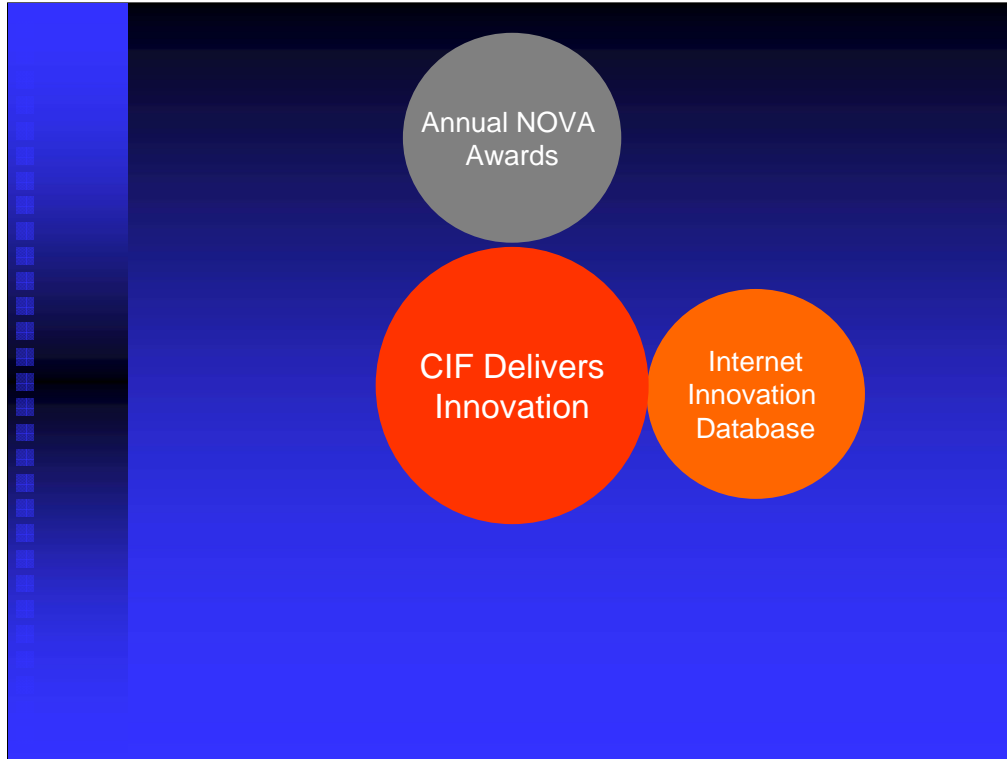 Annual NOVA
Awards
CIF Delivers
Innovation
Internet
Innovation
Database